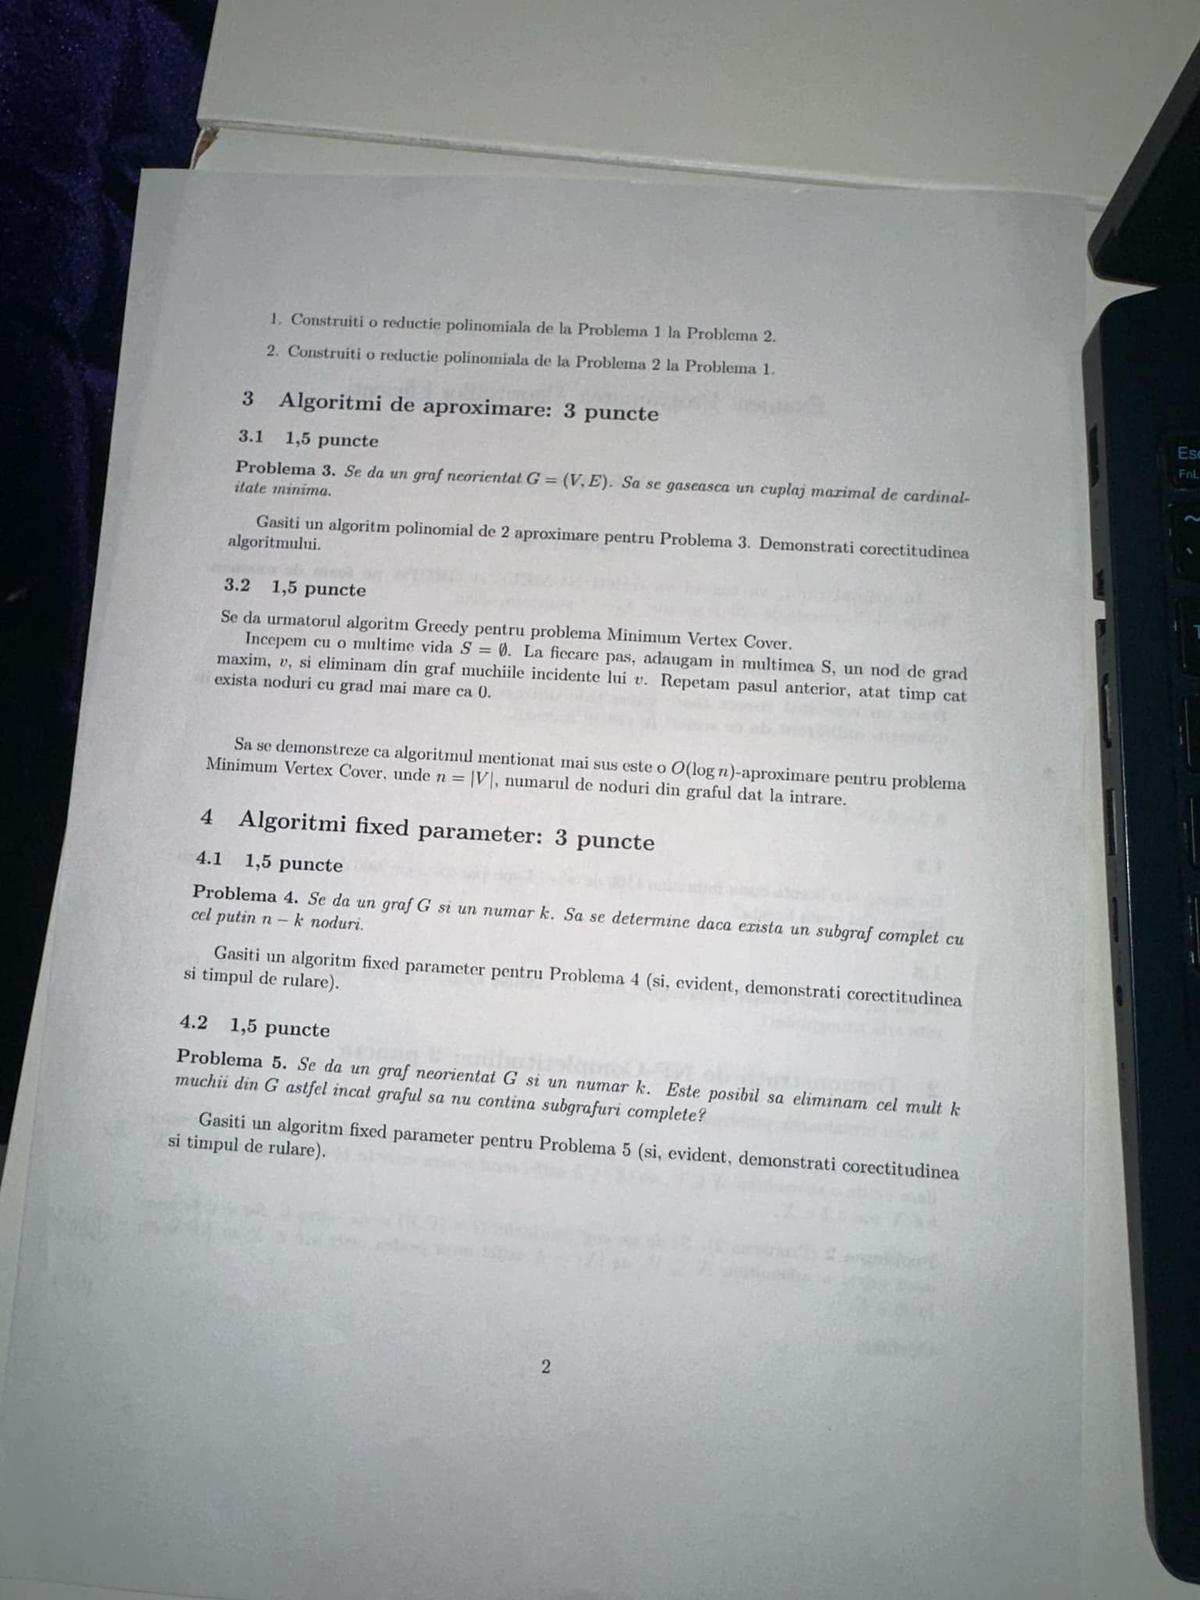 1. Construiti o reductie polinomiala de la Problema 1 la Problema 2.
2. Construiti o reductie polinomiala de la Problema 2 la Problema 1.
3 Algoritmi de aproximare: 3 puncte
3.1 1,5 puncte
Problema 3. Se da un graf neorientat G = (V, E). Sa se gaseasca un cuplaj maximal de cardinal-
itate minima.
Gasiti un algoritm polinomial de 2 aproximare pentru Problema 3. Demonstrati corectitudinea
algoritmului.
3.2 1,5 puncte
Se da urmatorul algoritm Greedy pentru problema Minimum Vertex Cover.
Incepem cu o multime vida S = ∅. La fiecare pas, adaugam in multimea S, un nod de grad
maxim, v, si eliminam din graf muchiile incidente lui v. Repetam pasul anterior, atat timp cat
exista noduri cu grad mai mare ca 0.
Sa se demonstreze ca algoritmul mentionat mai sus este o O(log n)-aproximare pentru problema
Minimum Vertex Cover, unde n = |V|, numarul de noduri din graful dat la intrare.
4 Algoritmi fixed parameter: 3 puncte
4.1 1,5 puncte
Problema 4. Se da un graf G si un numar k. Sa se determine daca exista un subgraf complet cu
cel putin n − k noduri.
Gasiti un algoritm fixed parameter pentru Problema 4 (si, evident, demonstrati corectitudinea
si timpul de rulare).
4.2 1,5 puncte
Problema 5. Se da un graf neorientat G si un numar k. Este posibil sa eliminam cel mult k
muchii din G astfel incat graful sa nu contina subgrafuri complete?
Gasiti un algoritm fixed parameter pentru Problema 5 (si, evident, demonstrati corectitudinea
si timpul de rulare).
2
Esc
FnL